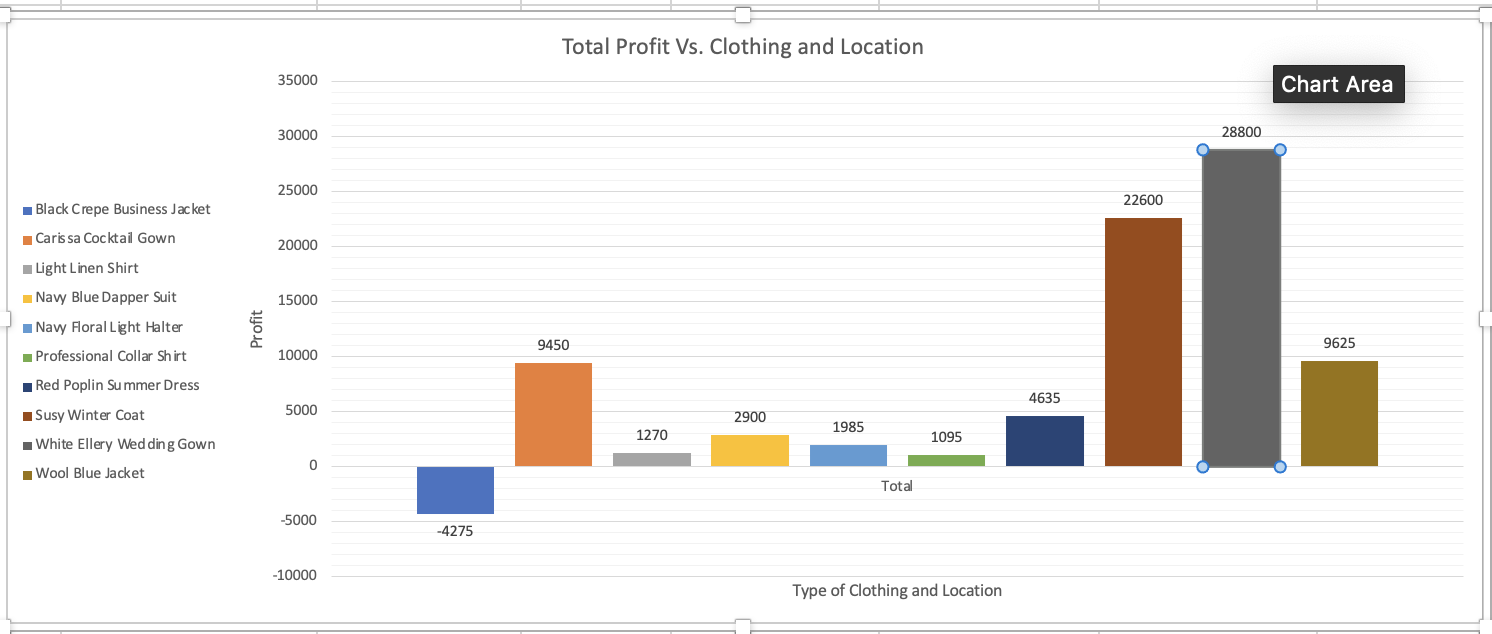 Total Profit Vs. Clothing and Location
Chart Area
35000
30000
25000
20000
15000
10000
5000
0
-5000
-10000
Profit
Black Crepe Business Jacket
Carissa Cocktail Gown
Light Linen Shirt
Navy Blue Dapper Suit
Navy Floral Light Halter
Professional Collar Shirt
Red Poplin Summer Dress
Susy Winter Coat
White Ellery Wedding Gown
Wool Blue Jacket
-4275
9450
1270
2900
1985
1095
4635
22600
28800
9625
Total
Type of Clothing and Location